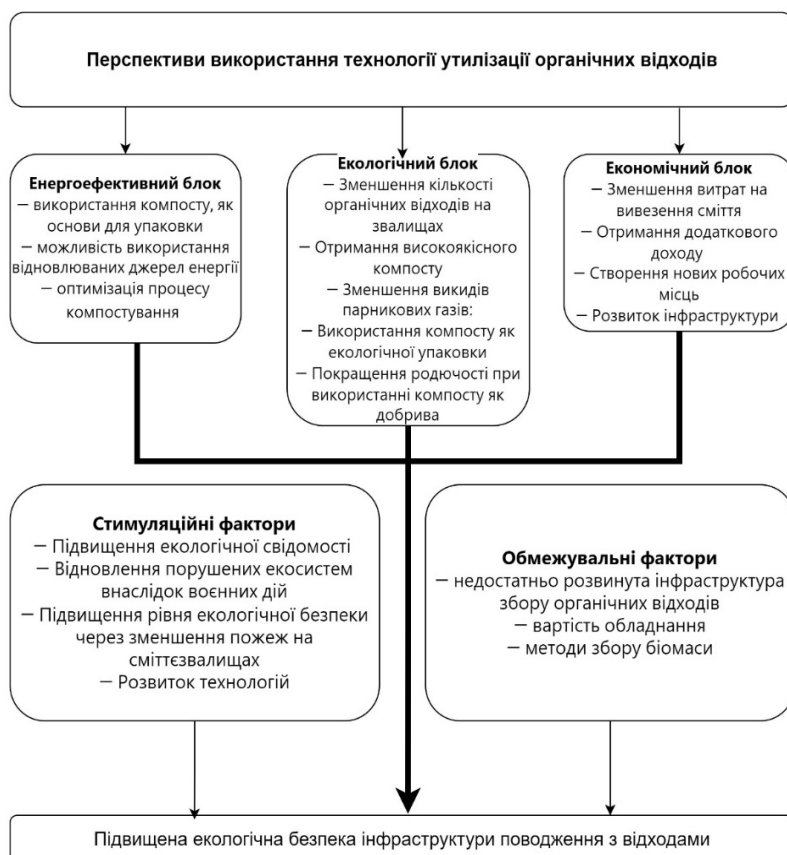 Перспективи використання технології утилізації органічних відходів
Енергоефективний блок
— використання компосту, як
основи для упаковки
— можливість використання
відновлюваних джерел енергії
— оптимізація процесу
компостування
Екологічний блок
— Зменшення кількості
органічних відходів на
звалищах
— Отримання високоякісного
компосту
— Зменшення викидів
парникових газів:
— Використання компосту як
екологічної упаковки
— Покращення родючості при
використанні компосту як
добрива
Економічний блок
— Зменшення витрат на
вивезення сміття
— Отримання додаткового
доходу
— Створення нових робочих
місць
— Розвиток інфраструктури
Стимуляційні фактори
— Підвищення екологічної свідомості
— Відновлення порушених екосистем
внаслідок воєнних дій
— Підвищення рівня екологічної безпеки
через зменшення пожеж на
сміттєзвалищах
— Розвиток технологій
Обмежувальні фактори
— недостатньо розвинута інфраструктура
збору органічних відходів
— вартість обладнання
— методи збору біомаси
Підвищена екологічна безпека інфраструктури поводження з відходами